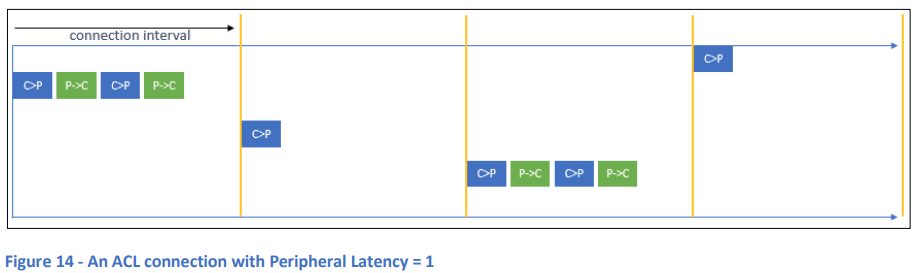 connection interval
C>P
C>P P->C C>P P->C
C>P
C>P P->C C>P P->C
Figure 14 - An ACL connection with Peripheral Latency = 1